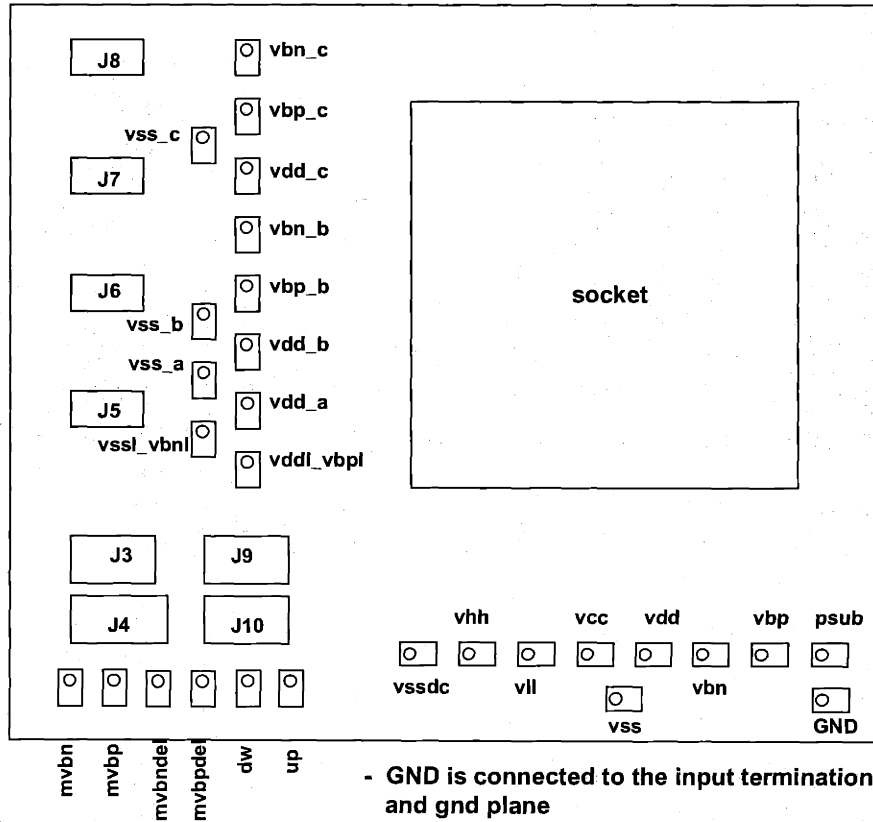 J8
vbn_c
vbp_c
vss_c
J7
vdd_c
vbn_b
J6
vbp_b
socket
vss_b
vdd_b
vss_a
J5
vdd_a
vssl_vbnl
vddl_vbpl
J3
J9
J4
J10
vhh
vcc
vdd
vbp
psub
vssdc
vll
vbn
vss
GND
mvbn
mvbp
mvbndel
mvbpdel
dw
up
- GND is connected to the input termination
and gnd plane